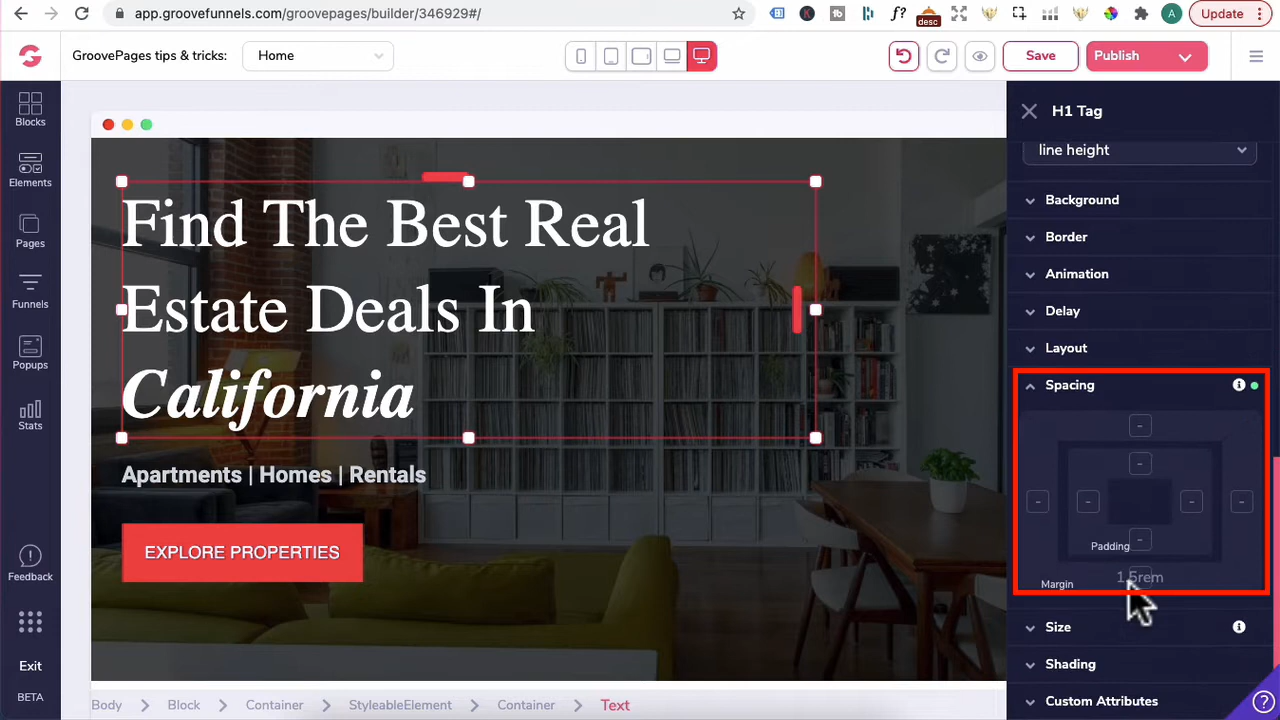 app.groovefunnels.com/groovepages/builder/346929#/
f?
desc
A
Update
GroovePages tips & tricks:
Home
Save
Publish
Blocks
Elements
Pages
Funnels
Popups
Stats
Feedback
Exit
BETA
Find The Best Real
Estate Deals In
California
Apartments | Homes | Rentals
EXPLORE PROPERTIES
Body
Block
Container
StyleableElement
Container
Text
H1 Tag
line height
Background
Border
Animation
Delay
Layout
Spacing
-
-
-
-
-
-
Padding
-
Margin
1.5rem
Size
Shading
Custom Attributes